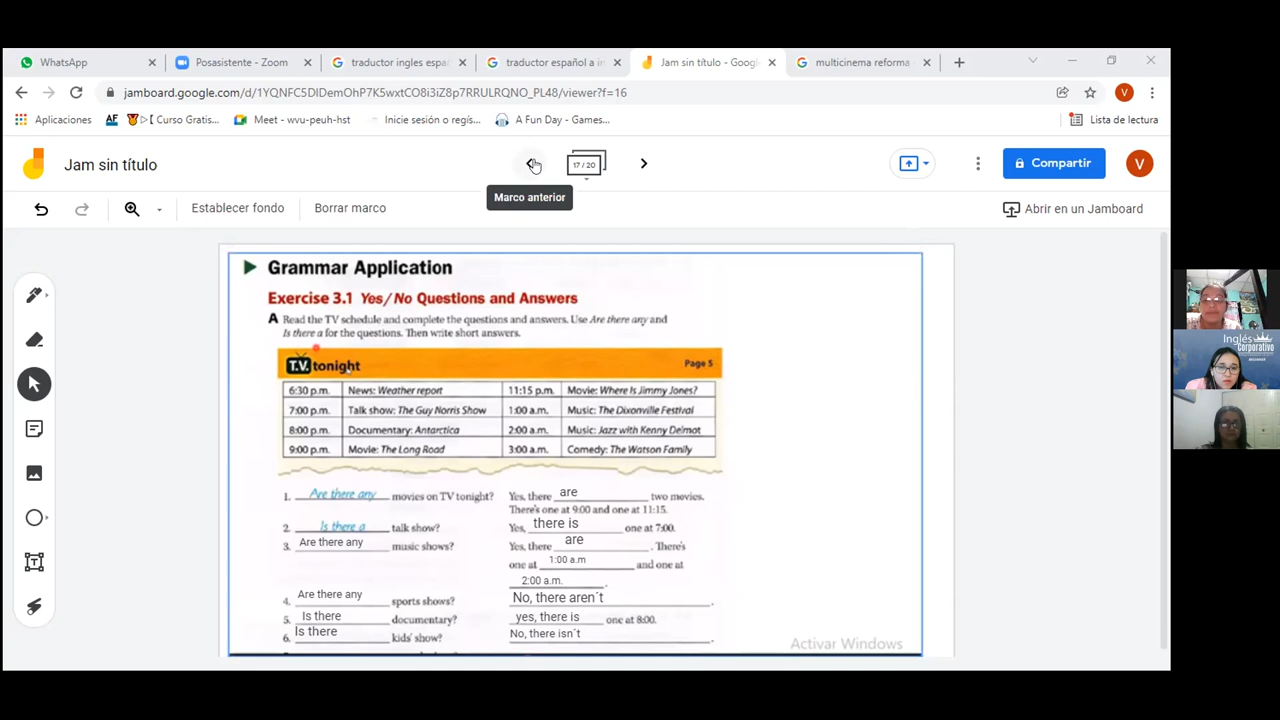 WhatsApp
Posasistente - Zoom
traductor ingles espa
traductor español a in
Jam sin título - Google
multicinema reforma -
jamboard.google.com/d/1YQNFC5DIDemOhP7K5wxtCO8i3iZ8p7RRULRQNO_PL48/viewer?f=16
V
Aplicaciones
AF
Curso Gratis...
Meet - wvu-peuh-hst
Inicie sesión o regís...
A Fun Day - Games...
Lista de lectura
Jam sin título
17 / 20
Compartir
V
Marco anterior
Establecer fondo
Borrar marco
Abrir en un Jamboard
Grammar Application
Exercise 3.1 Yes/No Questions and Answers
A Read the TV schedule and complete the questions and answers. Use Are there any and
Is there a for the questions. Then write short answers.
T.V. tonight Page 5
6:30 p.m. News: Weather report 11:15 p.m. Movie: Where Is Jimmy Jones?
7:00 p.m. Talk show: The Guy Norris Show 1:00 a.m. Music: The Dixonville Festival
8:00 p.m. Documentary: Antarctica 2:00 a.m. Music: Jazz with Kenny Delmot
9:00 p.m. Movie: The Long Road 3:00 a.m. Comedy: The Watson Family
1. Are there any movies on TV tonight? Yes, there are two movies.
There's one at 9:00 and one at 11:15.
2. Is there a talk show? Yes, there is one at 7:00.
3. Are there any music shows? Yes, there are . There's
one at 1:00 a.m and one at
2:00 a.m. .
4. Are there any sports shows? No, there aren´t .
5. Is there documentary? yes, there is one at 8:00.
6. Is there kids' show? No, there isn´t .
Activar Windows
Inglés
Corporativo
BEGINNER